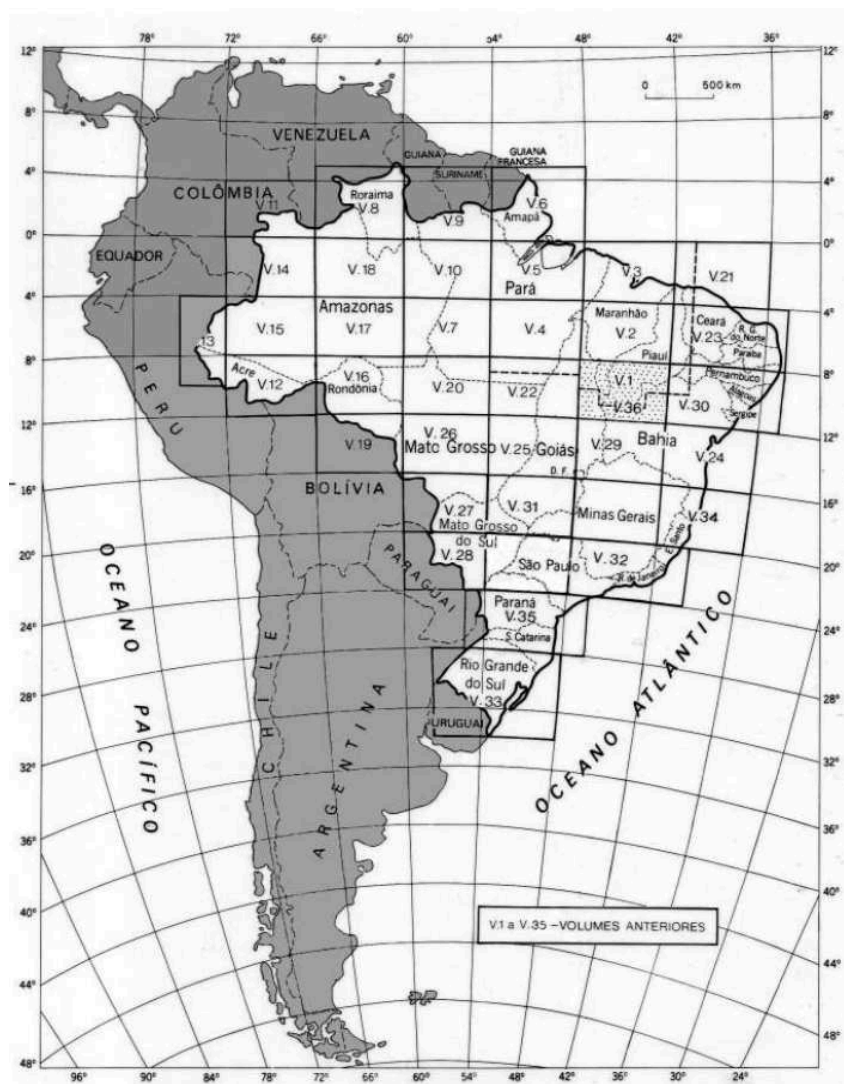 78° 72° 66° 60° 54° 48° 42° 36°
12° 12°
0 500 km
8° 8°
VENEZUELA
GUIANA
GUIANA FRANCESA
SURINAME
4° 4°
COLÔMBIA
V.11
Roraima
V.8
V.9
V.6
Amapá
0° 0°
EQUADOR
V.14
V.18
V.10
V.5
V.3
V.21
Pará
4° 4°
Amazonas
Maranhão
Ceará
R. G. do Norte
13
V.15
V.17
V.7
V.4
V.2
V.23
Paraíba
8° 8°
Piauí
Pernambuco
Acre
V.12
V.16
Rondônia
V.20
V.22
V.1
V.36
V.30
Alagoas
Sergipe
PERU
12° 12°
V.19
V.26
Mato Grosso
V.25
Goiás
V.29
Bahia
V.24
D. F.
16° 16°
BOLÍVIA
V.27
V.31
Minas Gerais
V.34
Mato Grosso do Sul
E. Santo
20° 20°
V.28
São Paulo
V.32
R. de Janeiro
PARAGUAI
24° 24°
Paraná
V.35
S. Catarina
28° 28°
Rio Grande do Sul
V.33
URUGUAI
OCEANO PACÍFICO
CHILE
ARGENTINA
OCEANO ATLÂNTICO
32° 32°
36° 36°
40° 40°
V.1 a V.35 – VOLUMES ANTERIORES
44° 44°
48° 48°
96° 90° 84° 78° 72° 66° 60° 54° 48° 42° 36° 30° 24°